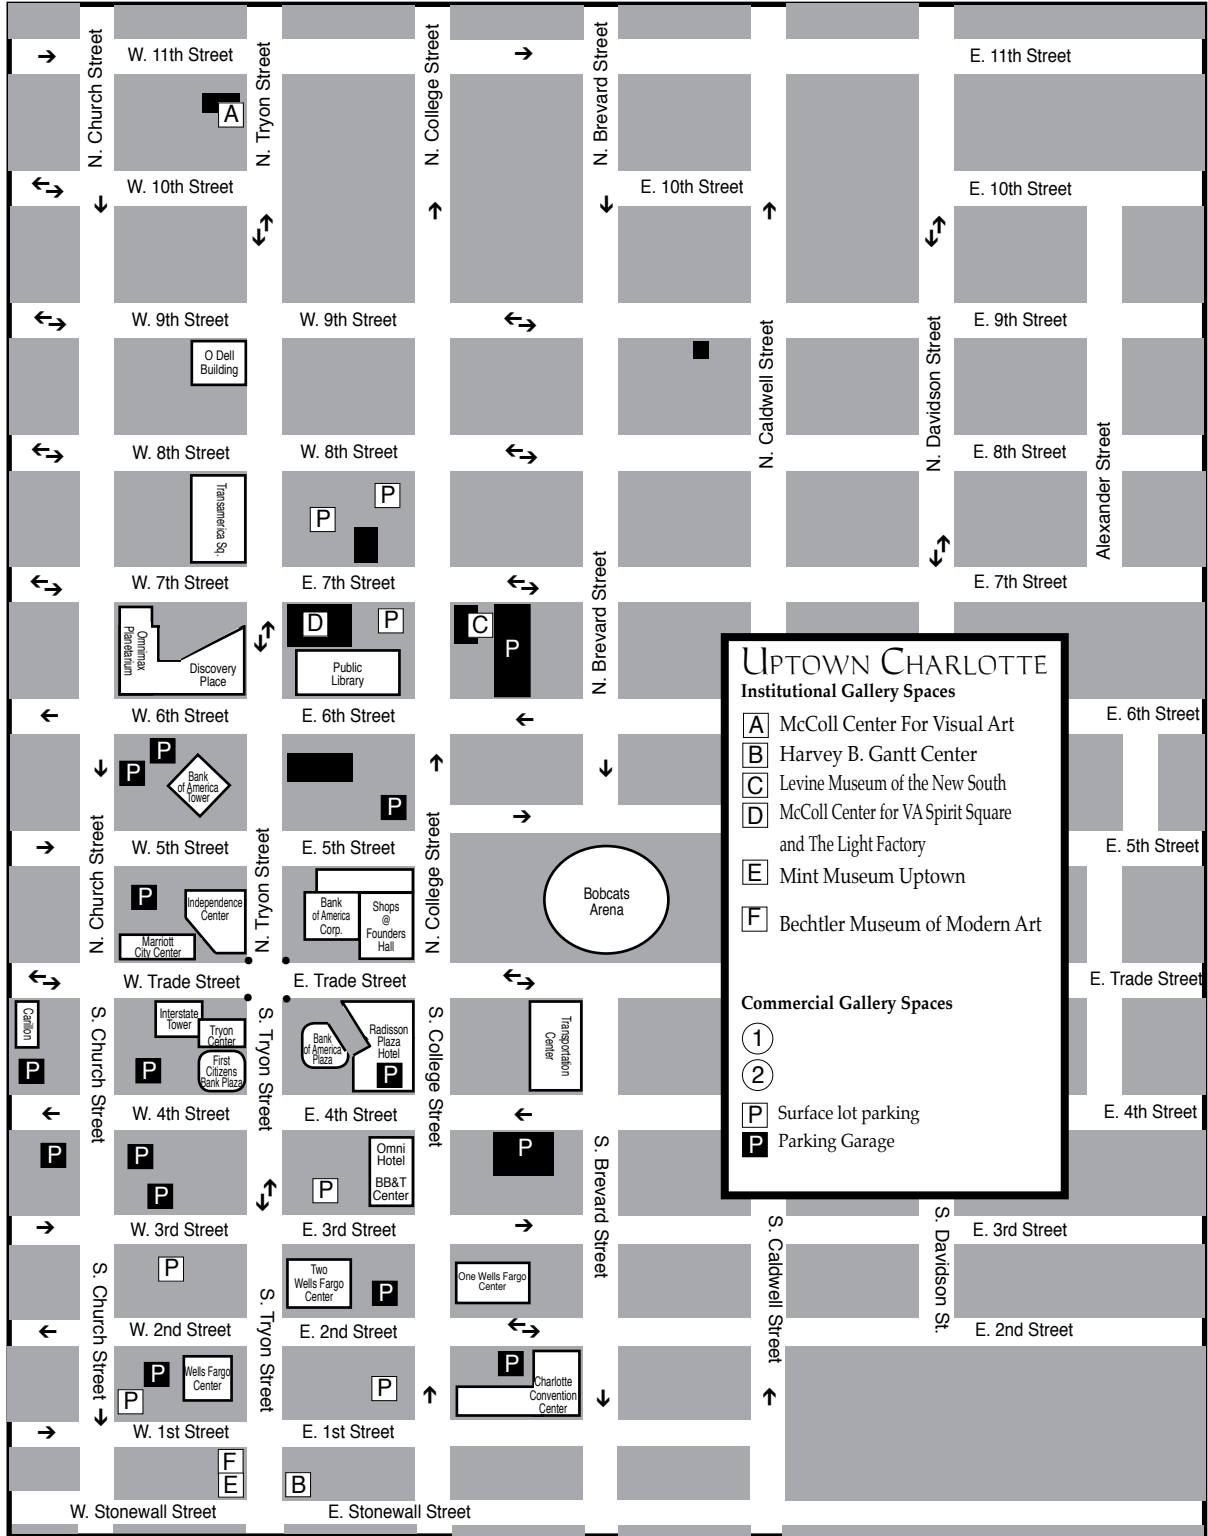 W. 11th Street
E. 11th Street
N. Church Street
N. Tryon Street
N. College Street
N. Brevard Street
A
W. 10th Street
E. 10th Street
E. 10th Street
W. 9th Street
W. 9th Street
E. 9th Street
N. Caldwell Street
N. Davidson Street
O Dell
Building
W. 8th Street
W. 8th Street
E. 8th Street
Alexander Street
Transamerica Sq.
P
P
W. 7th Street
E. 7th Street
E. 7th Street
N. Brevard Street
Omnimax
Planetarium
Discovery
Place
D
P
Public
Library
C
P
W. 6th Street
E. 6th Street
E. 6th Street
P
P
Bank
of America
Tower
P
W. 5th Street
E. 5th Street
E. 5th Street
N. Church Street
N. Tryon Street
N. College Street
P
Independence
Center
Marriott
City Center
Bank
of America
Corp.
Shops
@
Founders
Hall
Bobcats
Arena
W. Trade Street
E. Trade Street
E. Trade Street
Carillon
P
S. Church Street
Interstate
Tower
Tryon
Center
P
First
Citizens
Bank Plaza
S. Tryon Street
Bank
of America
Plaza
Radisson
Plaza
Hotel
P
S. College Street
Transportation
Center
W. 4th Street
E. 4th Street
E. 4th Street
P
P
P
P
Omni
Hotel
BB&T
Center
P
S. Brevard Street
W. 3rd Street
E. 3rd Street
E. 3rd Street
S. Church Street
P
S. Tryon Street
Two
Wells Fargo
Center
P
One Wells Fargo
Center
S. Caldwell Street
S. Davidson St.
W. 2nd Street
E. 2nd Street
E. 2nd Street
P
P
Wells Fargo
Center
P
P
Charlotte
Convention
Center
W. 1st Street
E. 1st Street
F
E
B
W. Stonewall Street
E. Stonewall Street
UPTOWN CHARLOTTE
Institutional Gallery Spaces
A McColl Center For Visual Art
B Harvey B. Gantt Center
C Levine Museum of the New South
D McColl Center for VA Spirit Square
and The Light Factory
E Mint Museum Uptown
F Bechtler Museum of Modern Art
Commercial Gallery Spaces
1
2
P Surface lot parking
P Parking Garage